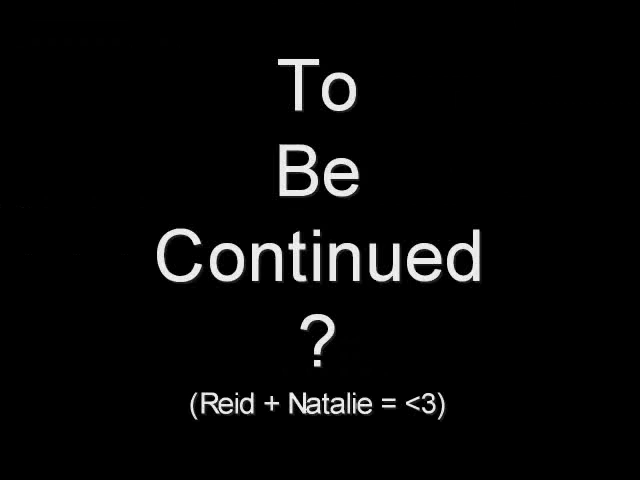 To
Be
Continued
?
(Reid + Natalie = <3)